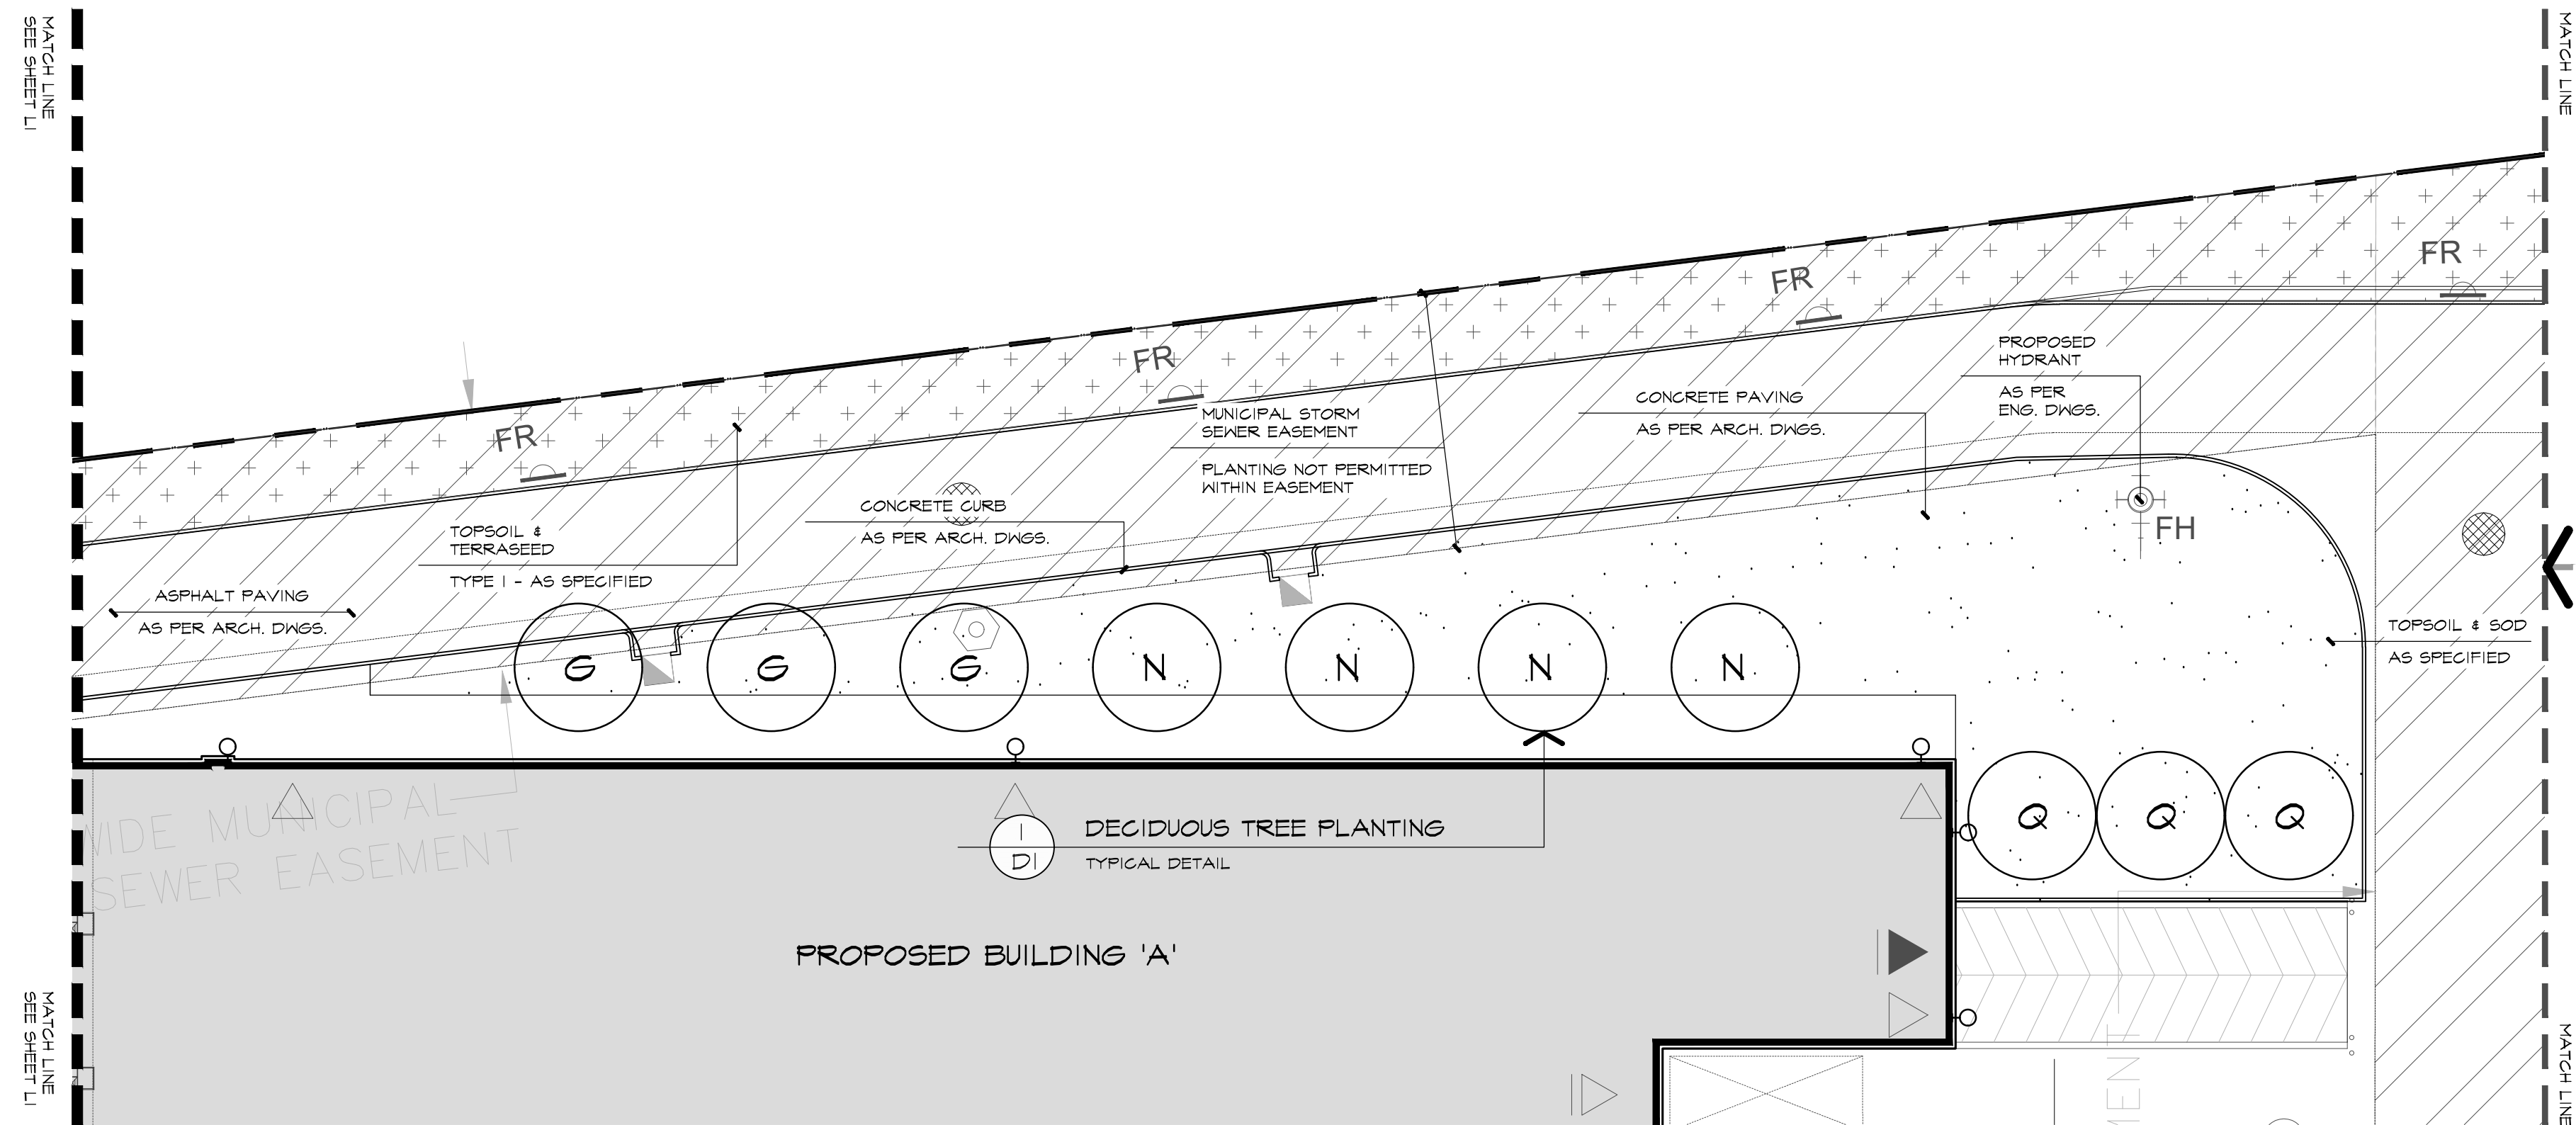 MATCH LINE
SEE SHEET L1
MATCH LINE
FR
FR
FR
FR
PROPOSED
HYDRANT
AS PER
ENG. DWGS.
CONCRETE PAVING
AS PER ARCH. DWGS.
MUNICIPAL STORM
SEWER EASEMENT
PLANTING NOT PERMITTED
WITHIN EASEMENT
CONCRETE CURB
AS PER ARCH. DWGS.
TOPSOIL &
TERRASEED
TYPE 1 - AS SPECIFIED
ASPHALT PAVING
AS PER ARCH. DWGS.
FH
TOPSOIL & SOD
AS SPECIFIED
G G G N N N N
Q Q Q
WIDE MUNICIPAL
SEWER EASEMENT
1
D1
DECIDUOUS TREE PLANTING
TYPICAL DETAIL
PROPOSED BUILDING 'A'
MATCH LINE
SEE SHEET L1
MATCH LINE